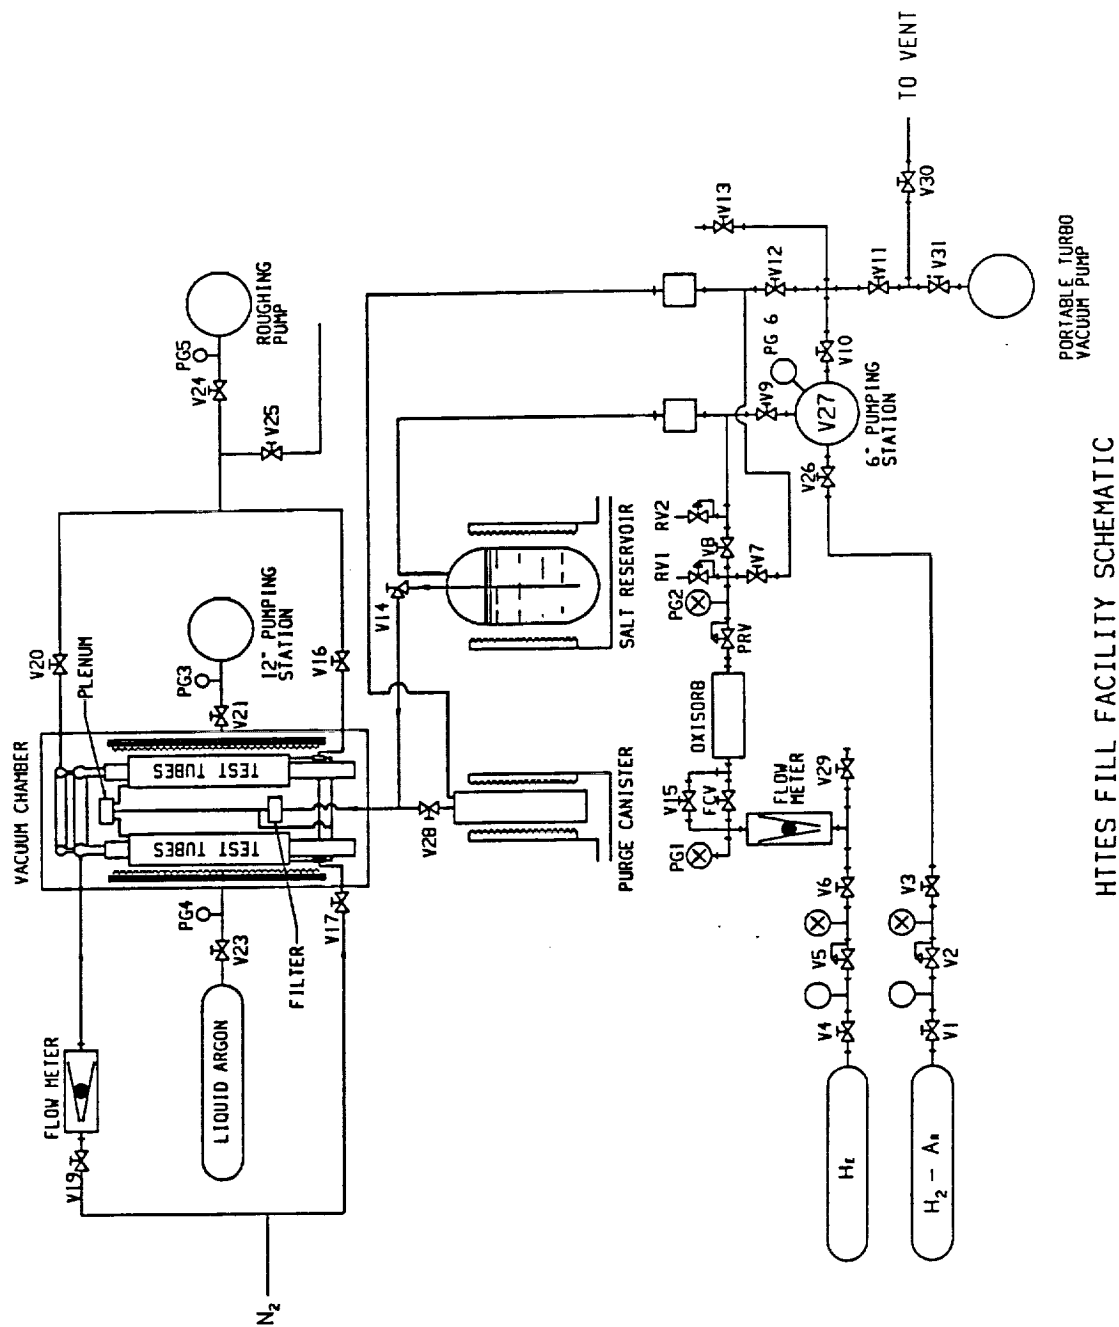 HTTES FILL FACILITY SCHEMATIC
N2
V19
FLOW METER
LIQUID ARGON
V23
PG4
V17
FILTER
VACUUM CHAMBER
TEST TUBES
TEST TUBES
PLENUM
V20
V21
PG3
12" PUMPING
STATION
V16
V24
PG5
V25
ROUGHING
PUMP
V28
V14
PURGE CANISTER
SALT RESERVOIR
PG1
V15
FCV
FLOW
METER
V29
OXISORB
PRV
PG2
RV1
RV2
V8
V7
HE
V4
V5
V6
H2 - AR
V1
V2
V3
V26
V27
6" PUMPING
STATION
V9
PG 6
V10
V12
V13
V11
V31
V30
TO VENT
PORTABLE TURBO
VACUUM PUMP